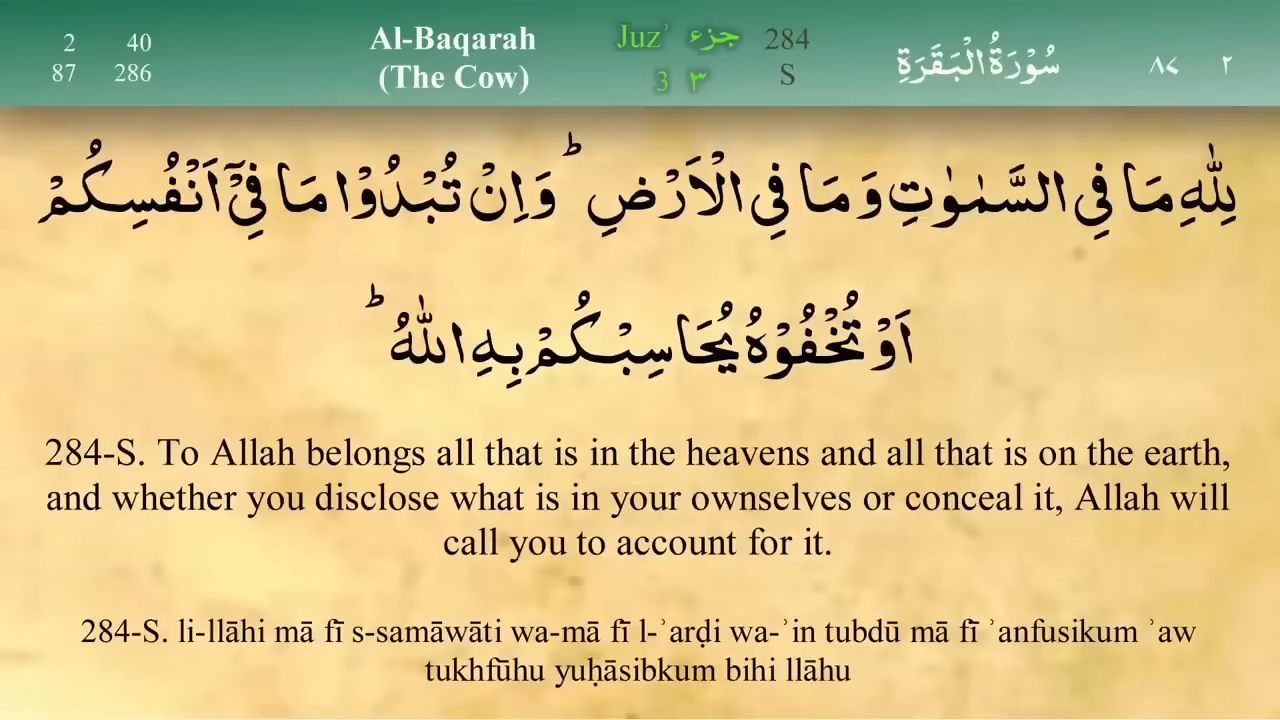 2 40
87 286
Al-Baqarah
(The Cow)
Juzʾ جزء
3 ٣
284
S
سُوْرَةُ الْبَقَرَةِ
٨٧ ٢
لِلّٰهِ مَا فِى السَّمٰوٰتِ وَ مَا فِى الْاَرْضِ ؕ وَاِنْ تُبْدُوْا مَا فِىْۤ اَنْفُسِكُمْ
اَوْ تُخْفُوْهُ يُحَاسِبْكُمْ بِهِ اللّٰهُ ؕ
284-S. To Allah belongs all that is in the heavens and all that is on the earth,
and whether you disclose what is in your ownselves or conceal it, Allah will
call you to account for it.
284-S. li-llāhi mā fī s-samāwāti wa-mā fī l-ʾarḍi wa-ʾin tubdū mā fī ʾanfusikum ʾaw
tukhfūhu yuḥāsibkum bihi llāhu